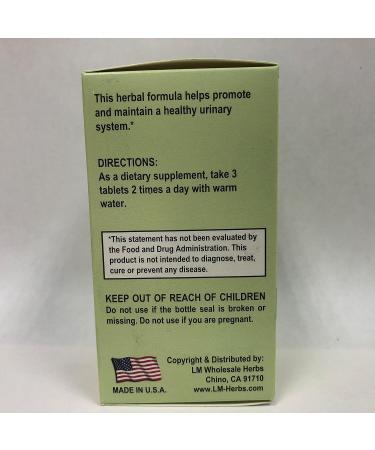 This herbal formula helps promote
and maintain a healthy urinary
system.*
DIRECTIONS:
As a dietary supplement, take 3
tablets 2 times a day with warm
water.
*This statement has not been evaluated by
the Food and Drug Administration. This
product is not intended to diagnose, treat,
cure or prevent any disease.
KEEP OUT OF REACH OF CHILDREN
Do not use if the bottle seal is broken or
missing. Do not use if you are pregnant.
MADE IN U.S.A.
Copyright & Distributed by:
LM Wholesale Herbs
Chino, CA 91710
www.LM-Herbs.com